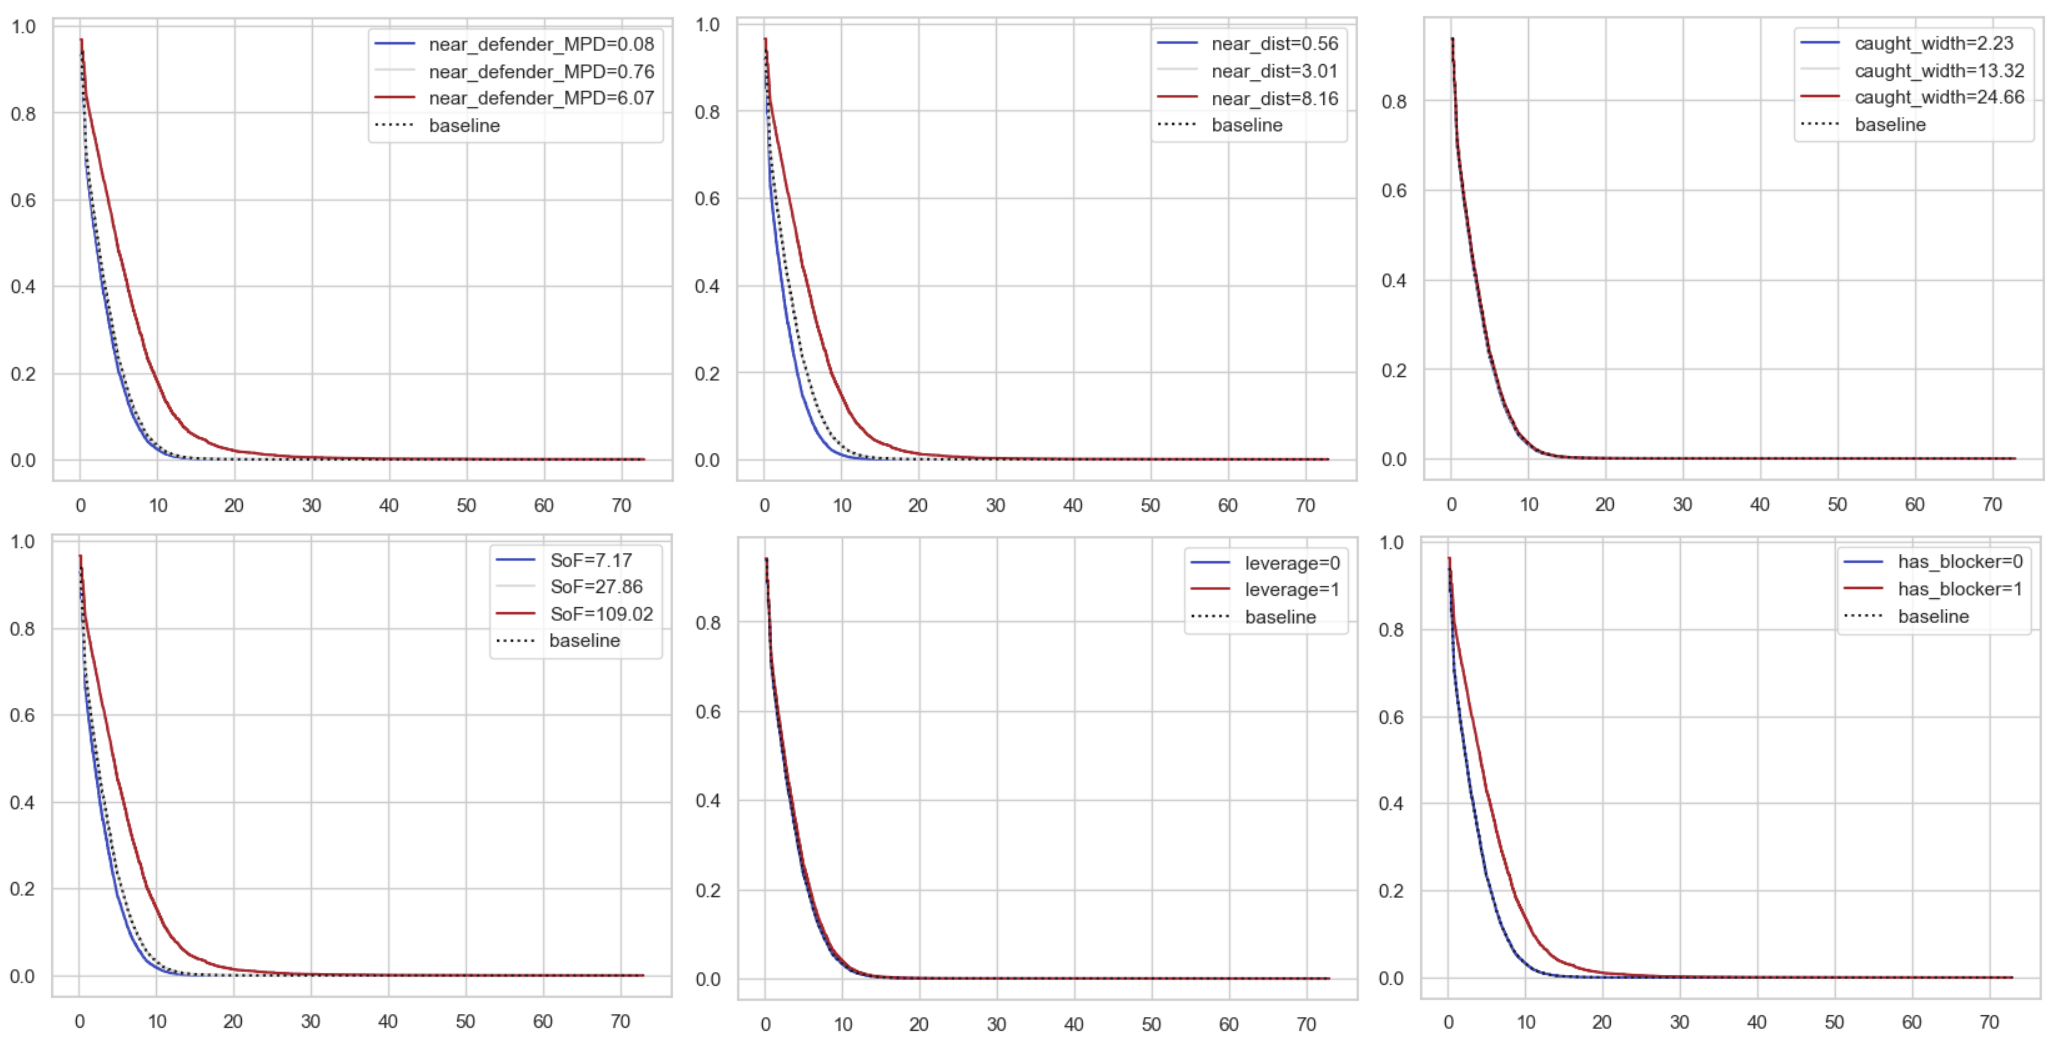 1.0
0.8
0.6
0.4
0.2
0.0
0 10 20 30 40 50 60 70
near_defender_MPD=0.08
near_defender_MPD=0.76
near_defender_MPD=6.07
baseline
1.0
0.8
0.6
0.4
0.2
0.0
0 10 20 30 40 50 60 70
near_dist=0.56
near_dist=3.01
near_dist=8.16
baseline
0.8
0.6
0.4
0.2
0.0
0 10 20 30 40 50 60 70
caught_width=2.23
caught_width=13.32
caught_width=24.66
baseline
1.0
0.8
0.6
0.4
0.2
0.0
0 10 20 30 40 50 60 70
SoF=7.17
SoF=27.86
SoF=109.02
baseline
0.8
0.6
0.4
0.2
0.0
0 10 20 30 40 50 60 70
leverage=0
leverage=1
baseline
1.0
0.8
0.6
0.4
0.2
0.0
0 10 20 30 40 50 60 70
has_blocker=0
has_blocker=1
baseline